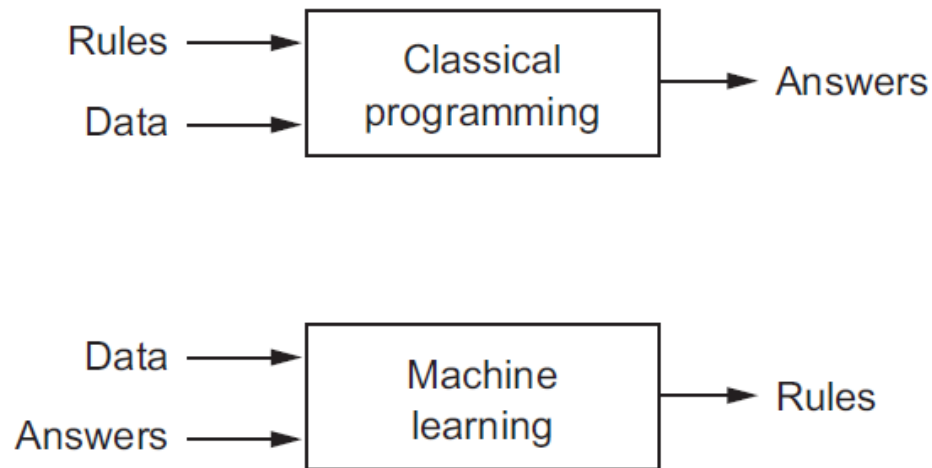 Rules
Data
Classical
programming
Answers
Data
Answers
Machine
learning
Rules